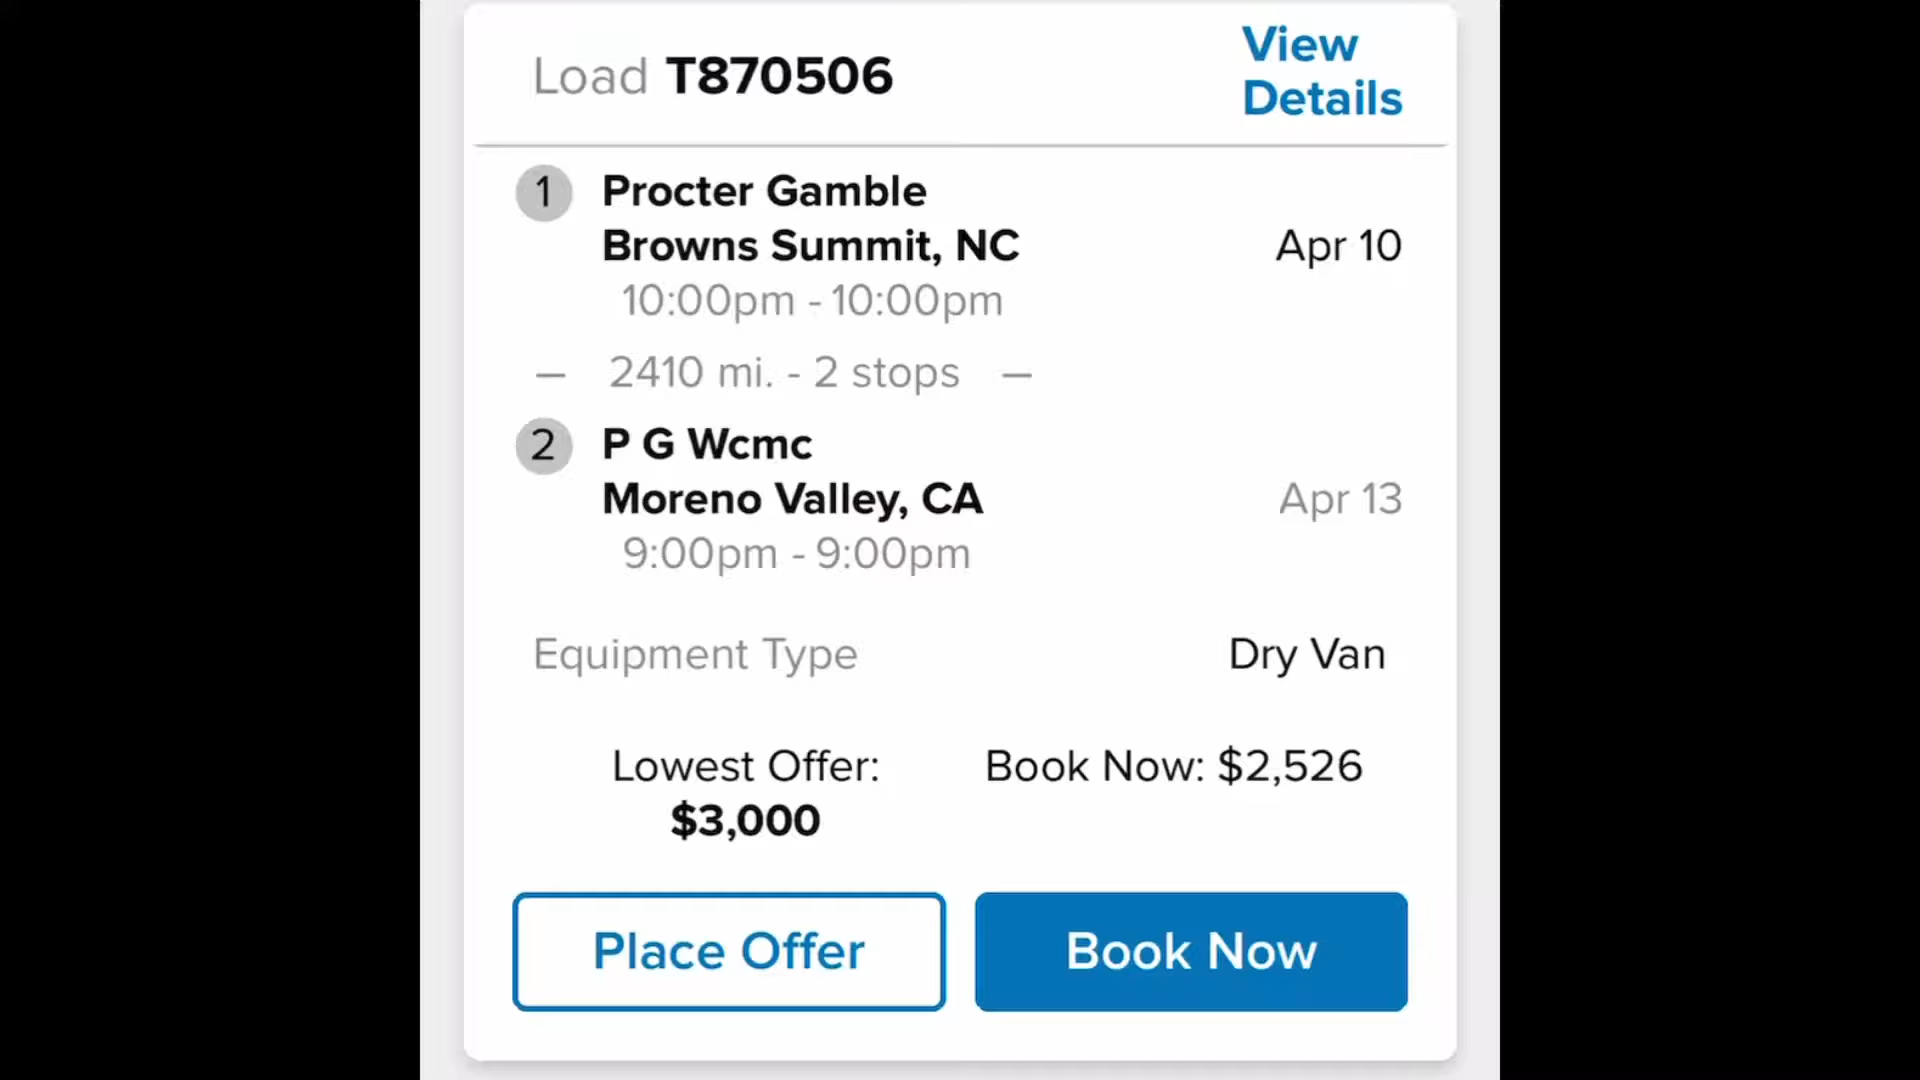 Load T870506
View
Details
1
Procter Gamble
Browns Summit, NC
Apr 10
10:00pm - 10:00pm
– 2410 mi. - 2 stops –
2
P G Wcmc
Moreno Valley, CA
Apr 13
9:00pm - 9:00pm
Equipment Type
Dry Van
Lowest Offer:
$3,000
Book Now: $2,526
Place Offer
Book Now